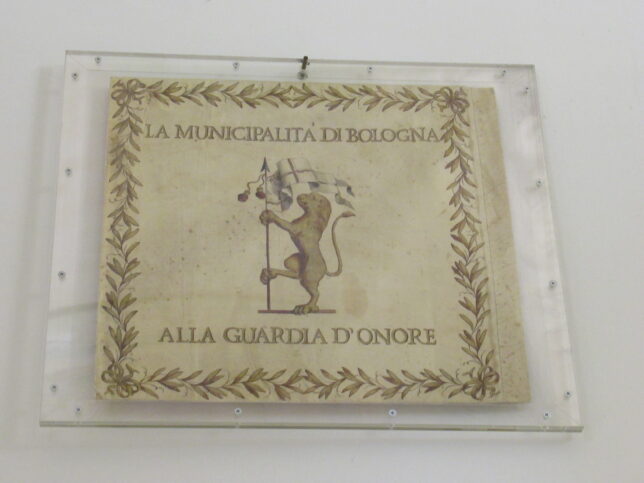 LA MUNICIPALITÀ DI BOLOGNA
ALLA GUARDIA D'ONORE